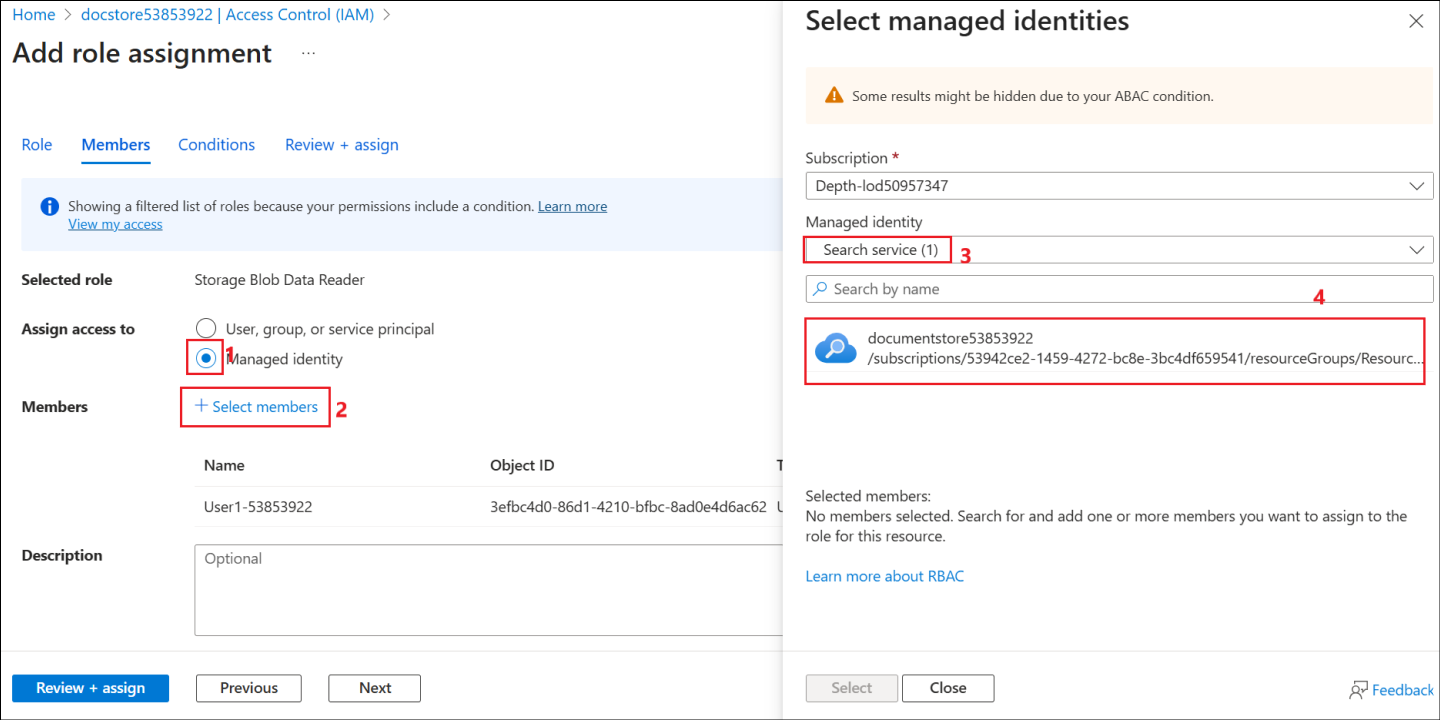 Home > docstore53853922 | Access Control (IAM) >
Add role assignment ...
Role Members Conditions Review + assign
Showing a filtered list of roles because your permissions include a condition. Learn more
View my access
Selected role Storage Blob Data Reader
Assign access to User, group, or service principal
1 Managed identity
Members + Select members 2
Name Object ID T
User1-53853922 3efbc4d0-86d1-4210-bfbc-8ad0e4d6ac62 U
Description Optional
Review + assign Previous Next
Select managed identities
Some results might be hidden due to your ABAC condition.
Subscription *
Depth-lod50957347
Managed identity
Search service (1) 3
Search by name 4
documentstore53853922
/subscriptions/53942ce2-1459-4272-bc8e-3bc4df659541/resourceGroups/Resourc...
Selected members:
No members selected. Search for and add one or more members you want to assign to the
role for this resource.
Learn more about RBAC
Select Close Feedback